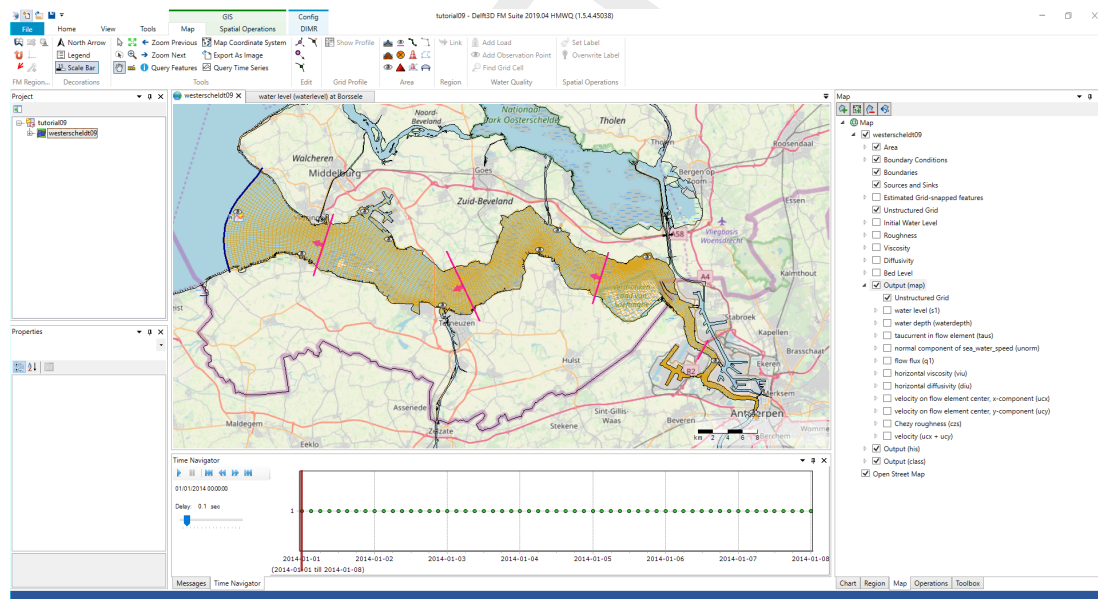 GIS
Config
tutorial09 - Delft3D FM Suite 2019.04 HMWQ (1.5.4.45038)
File Home View Tools Map Spatial Operations DIMR
North Arrow
Legend
Scale Bar
Zoom Previous
Zoom Next
Query Features
Map Coordinate System
Export As Image
Query Time Series
Show Profile
Link
Add Load
Add Observation Point
Find Grid Cell
Set Label
Overwrite Label
FM Region... Decorations Tools Edit Grid Profile Area Region Water Quality Spatial Operations
Project
tutorial09
westerscheldt09
Properties
westerscheldt09 water level (waterlevel) at Borssele
Noord-
Beveland
Nationaal
Park Oosterschelde
Tholen
Walcheren
Middelburg
Goes
Bergen op
Zoom
Roosendaal
Zuid-Beveland
Essen
Vliegbasis
Woensdrecht
A58
A4
Kalmthout
Terneuzen
Stabroek
Kapellen
Brasschaat
Ekeren
Hulst
R2
Merksem
Antwerpen
Assenede
Sint-Gillis-
Waas
Beveren
Stekene
Maldegem
Zelzate
Eeklo
Berchem
km 2 4 6 8
Time Navigator
01/01/2014 00:00:00
Delay: 0.1 sec
1
2014-01-01 2014-01-02 2014-01-03 2014-01-04 2014-01-05 2014-01-06 2014-01-07 2014-01-08
(2014-01-01 till 2014-01-08)
Messages Time Navigator
Map
Map
westerscheldt09
Area
Boundary Conditions
Boundaries
Sources and Sinks
Estimated Grid-snapped features
Unstructured Grid
Initial Water Level
Roughness
Viscosity
Diffusivity
Bed Level
Output (map)
Unstructured Grid
water level (s1)
water depth (waterdepth)
taucurrent in flow element (taus)
normal component of sea_water_speed (unorm)
flow flux (q1)
horizontal viscosity (viu)
horizontal diffusivity (diu)
velocity on flow element center, x-component (ucx)
velocity on flow element center, y-component (ucy)
Chezy roughness (czs)
velocity (ucx + ucy)
Output (his)
Output (class)
Open Street Map
Chart Region Map Operations Toolbox